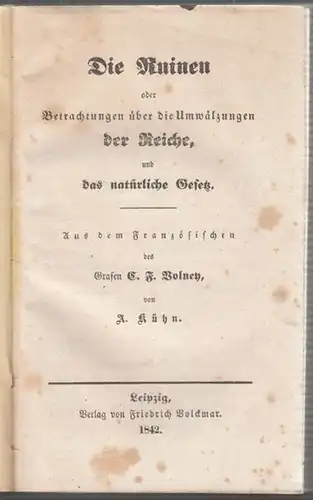 Die Ruinen
oder
Betrachtungen über die Umwälzungen
der Reiche,
und
das natürliche Gesetz.
Aus dem Französischen
des
Grafen C. F. Volney,
von
A. Kühn.
Leipzig,
Verlag von Friedrich Volckmar.
1842.